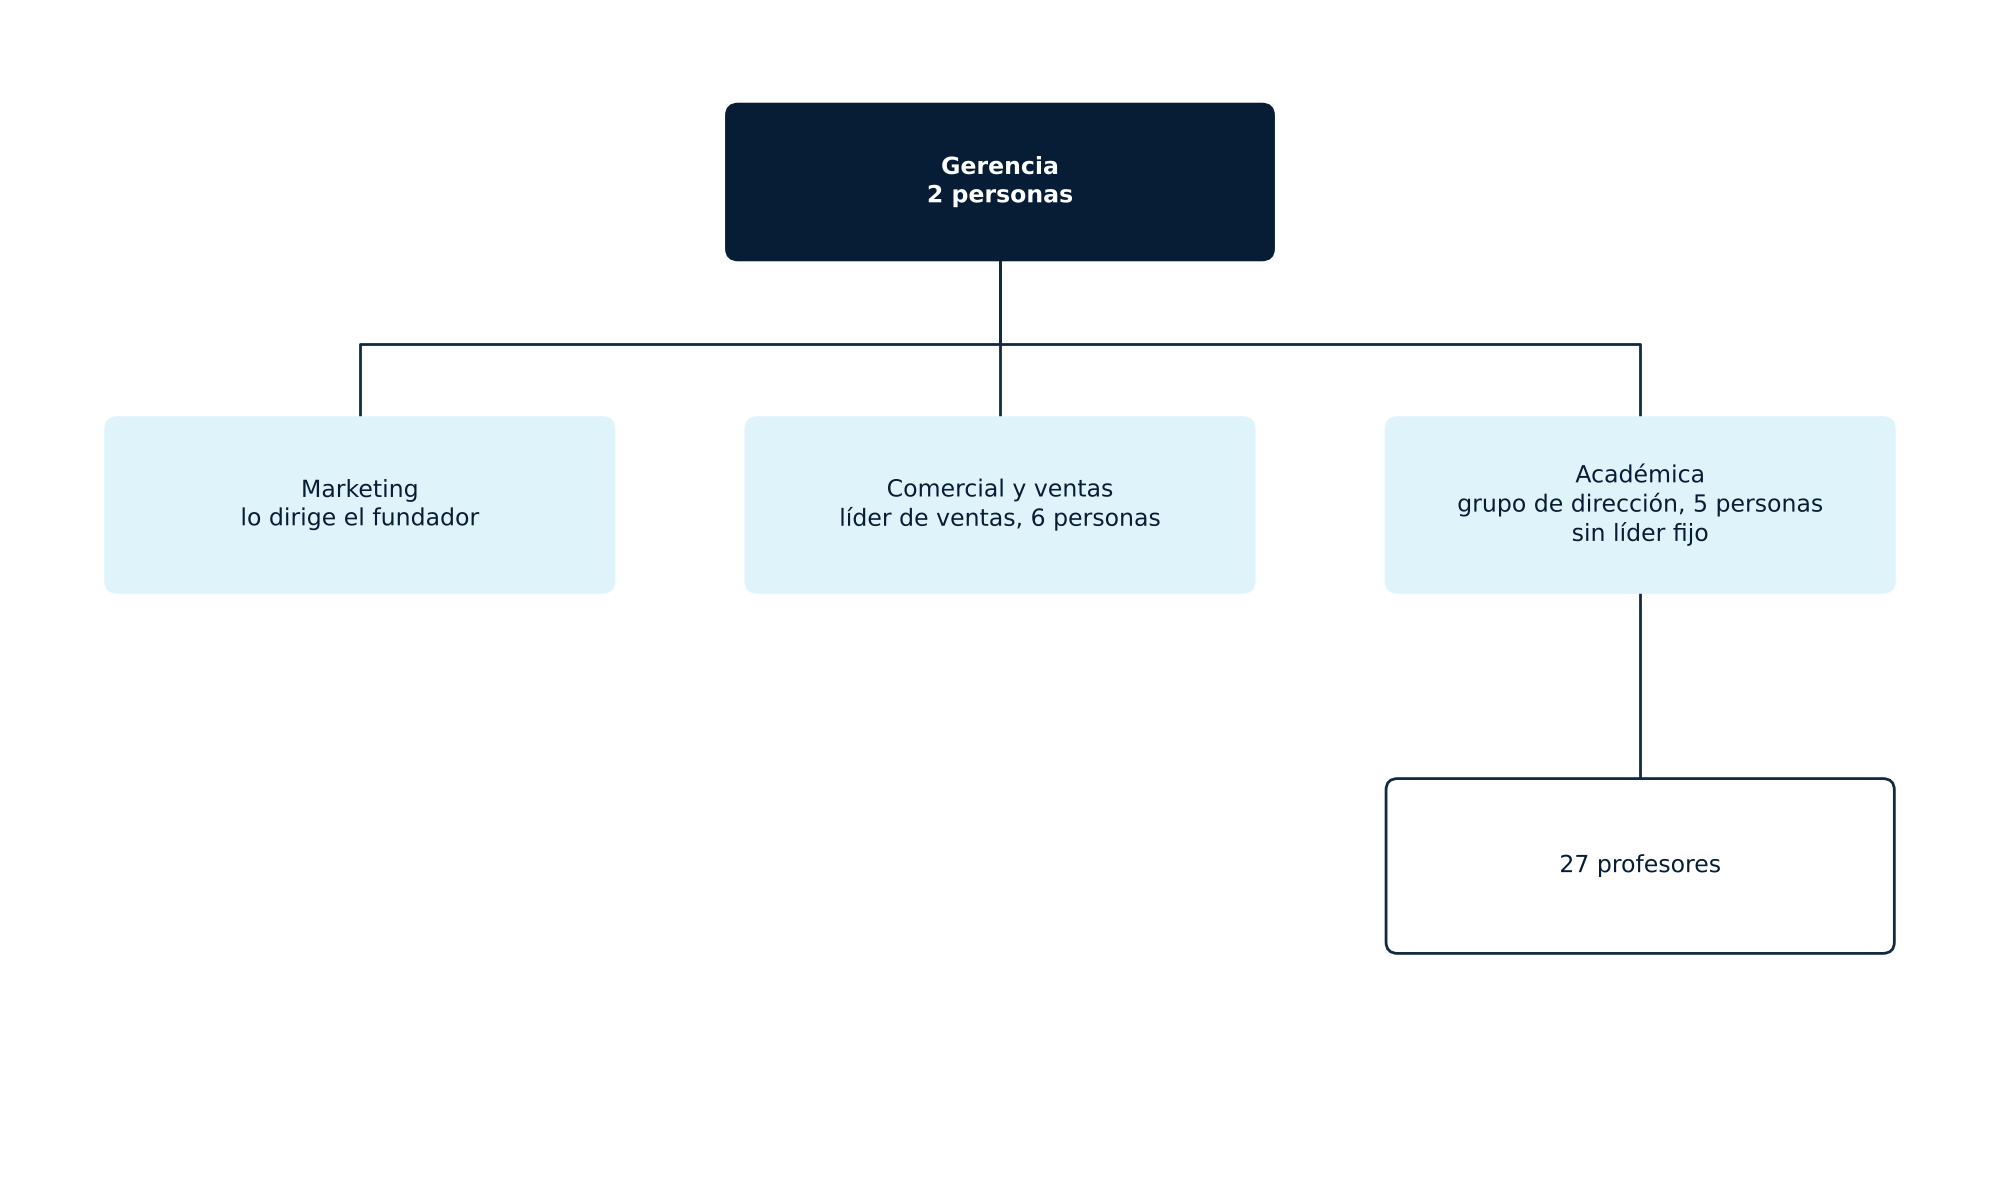 Gerencia
2 personas
Marketing
lo dirige el fundador
Comercial y ventas
líder de ventas, 6 personas
Académica
grupo de dirección, 5 personas
sin líder fijo
27 profesores